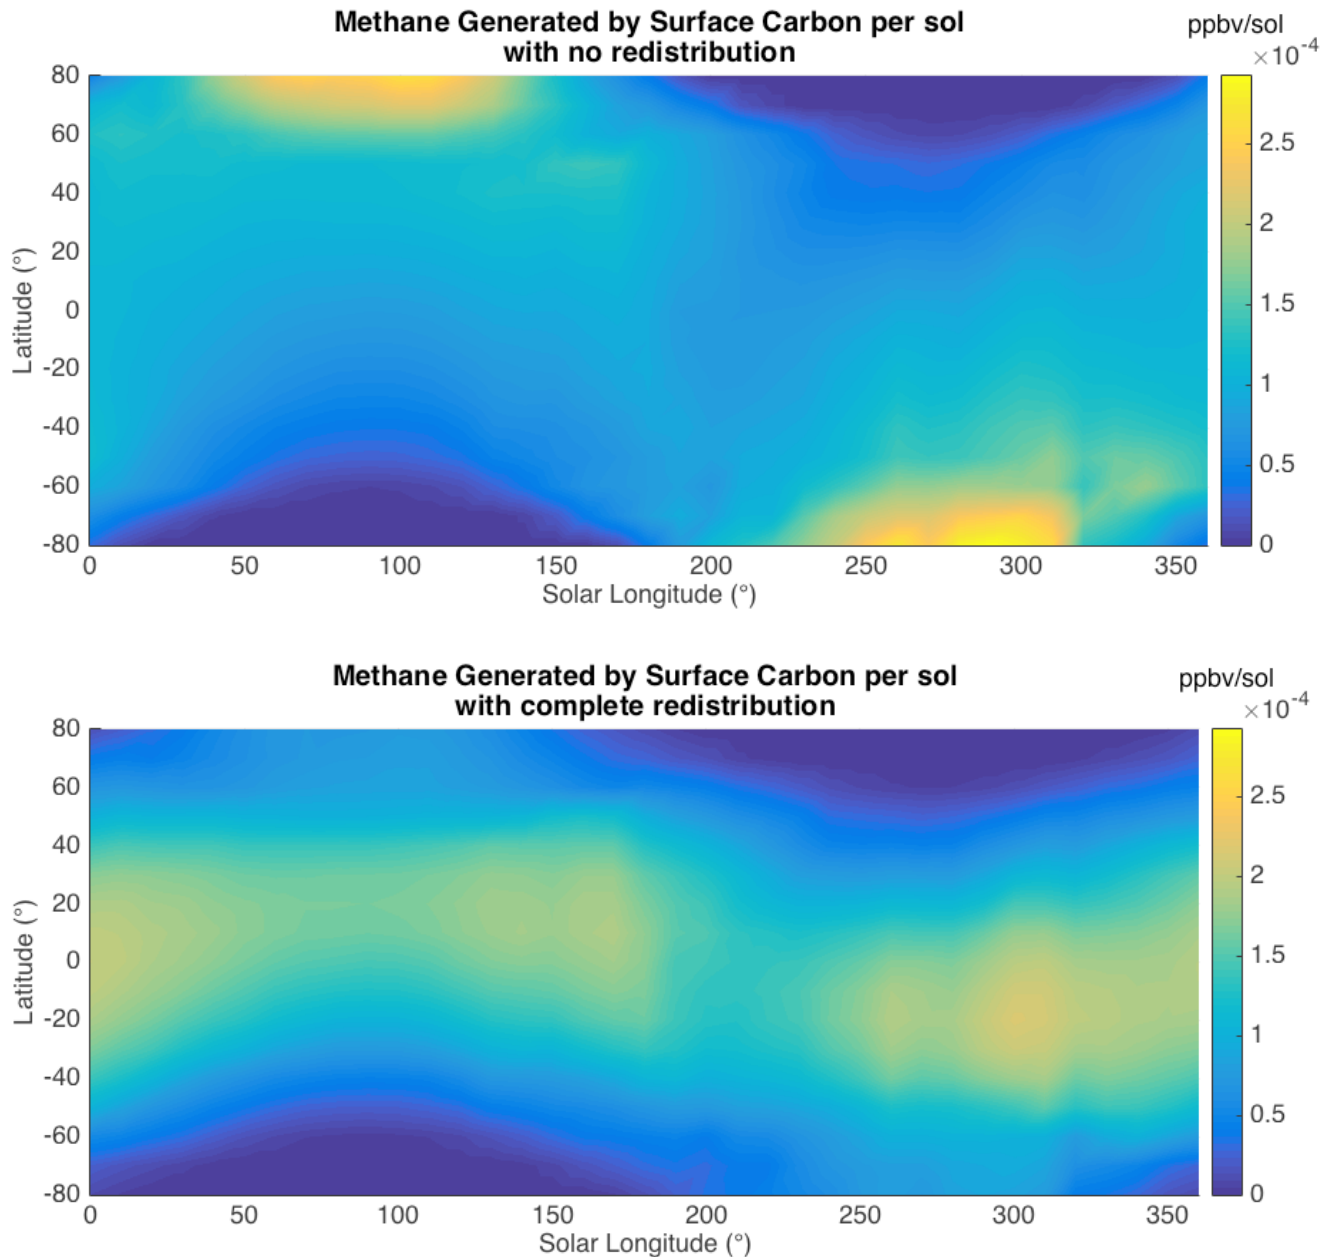 Methane Generated by Surface Carbon per sol
with no redistribution
ppbv/sol
×10⁻⁴
80
60
40
20
0
-20
-40
-60
-80
Latitude (°)
0 50 100 150 200 250 300 350
Solar Longitude (°)
2.5
2
1.5
1
0.5
0
Methane Generated by Surface Carbon per sol
with complete redistribution
ppbv/sol
×10⁻⁴
80
60
40
20
0
-20
-40
-60
-80
Latitude (°)
0 50 100 150 200 250 300 350
Solar Longitude (°)
2.5
2
1.5
1
0.5
0